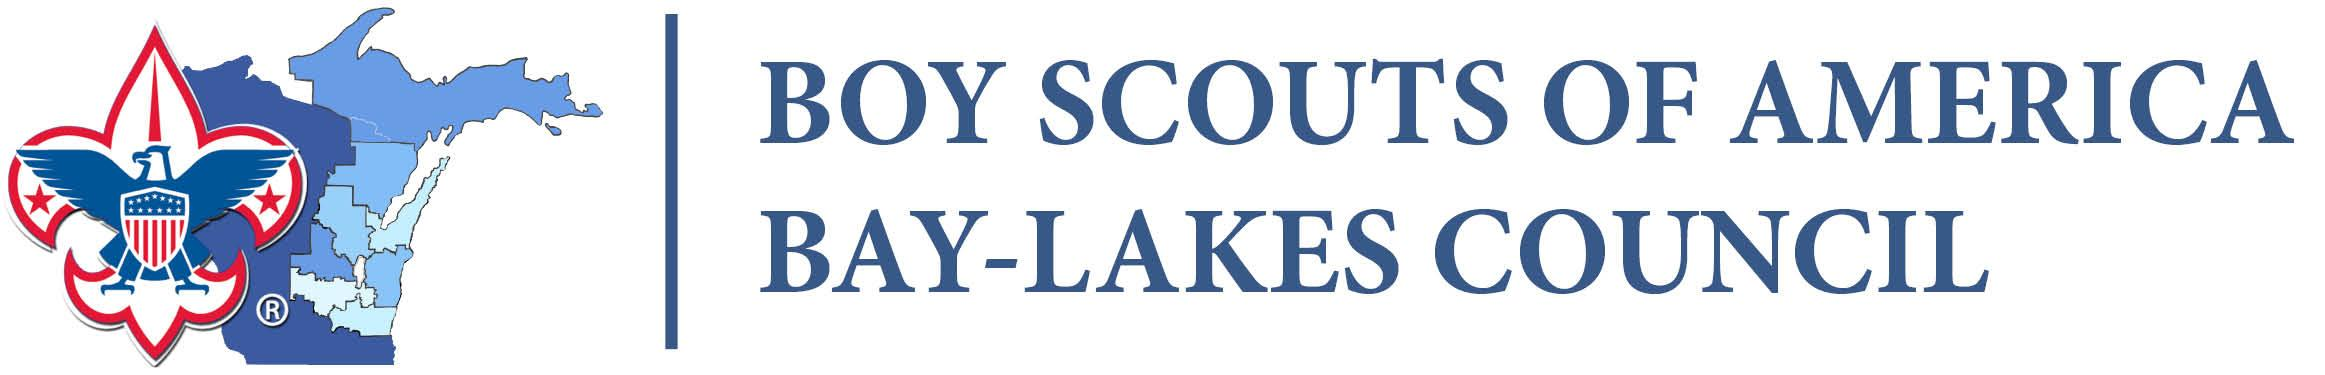 ®
BOY SCOUTS OF AMERICA
BAY-LAKES COUNCIL